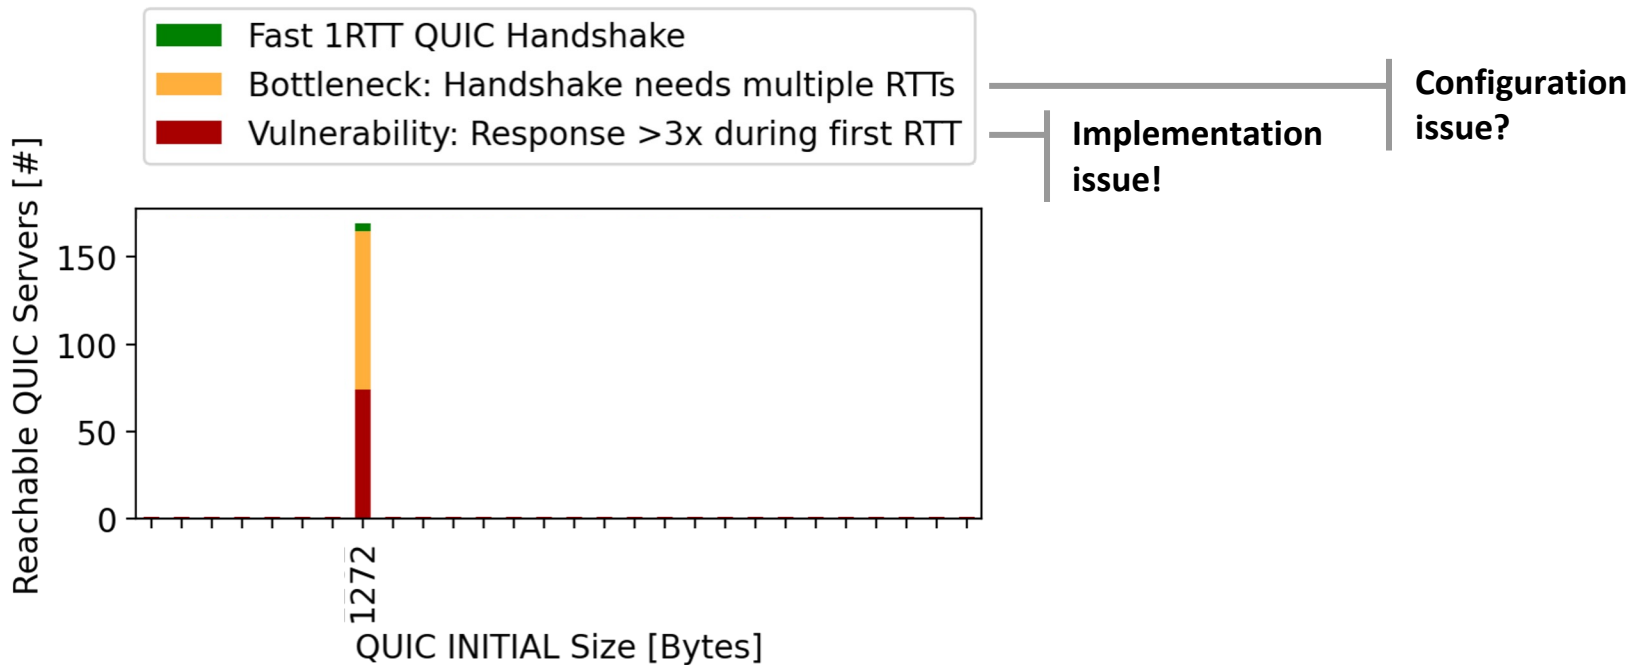 Fast 1RTT QUIC Handshake
Bottleneck: Handshake needs multiple RTTs
Vulnerability: Response >3x during first RTT
Configuration
issue?
Implementation
issue!
Reachable QUIC Servers [#]
150
100
50
0
1272
QUIC INITIAL Size [Bytes]